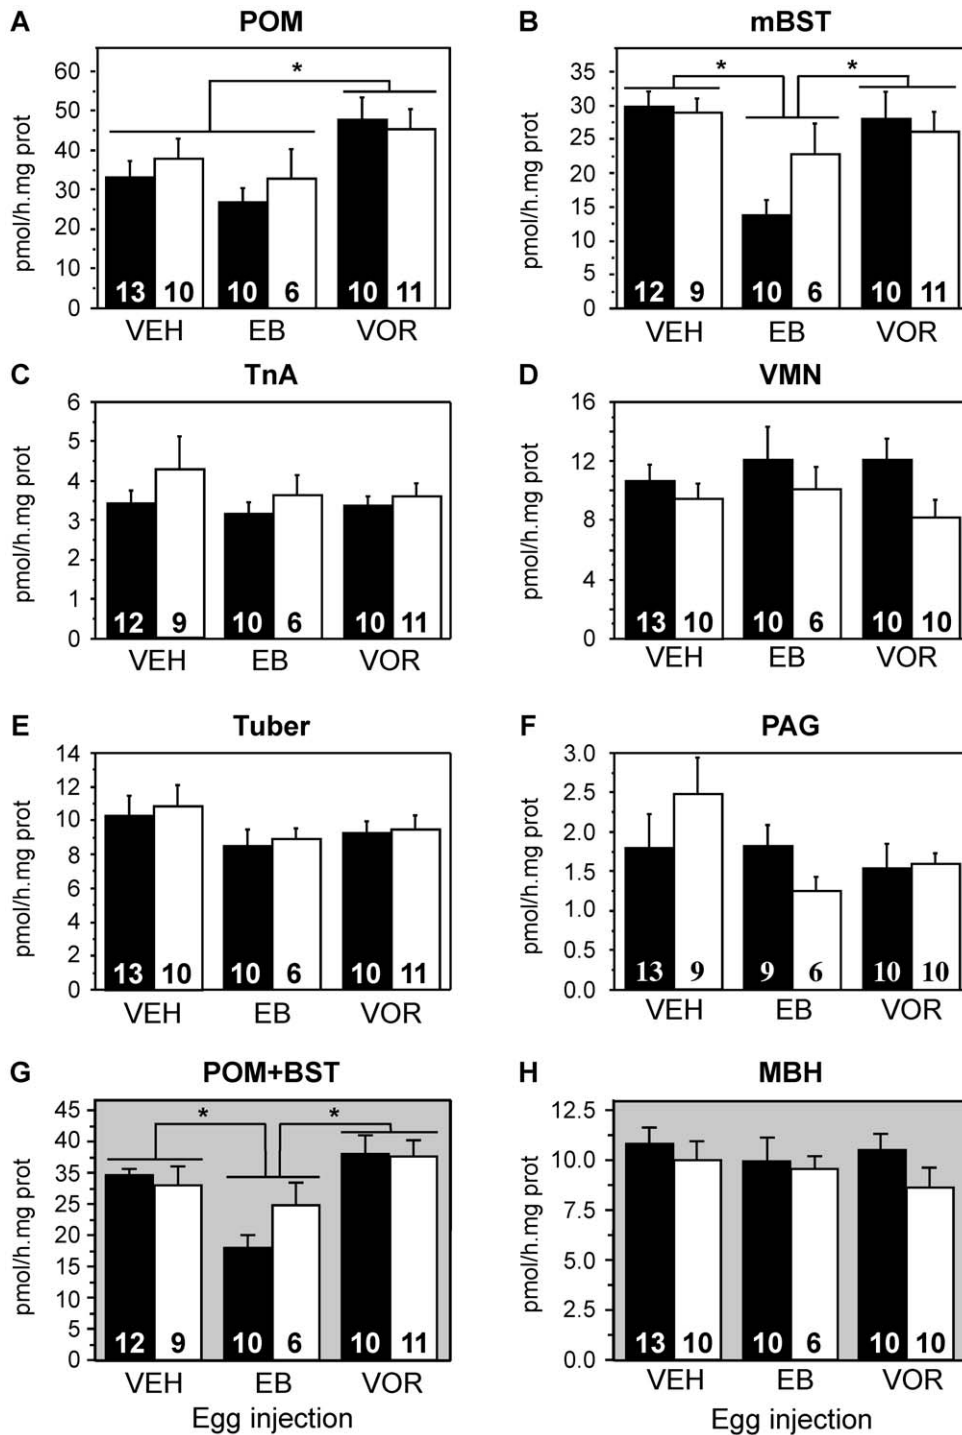 A POM
*
pmol/h.mg prot
60
50
40
30
20
10
0
13 10 10 6 10 11
VEH EB VOR
B mBST
* *
pmol/h.mg prot
35
30
25
20
15
10
5
0
12 9 10 6 10 11
VEH EB VOR
C TnA
pmol/h.mg prot
6
5
4
3
2
1
0
12 9 10 6 10 11
VEH EB VOR
D VMN
pmol/h.mg prot
16
12
8
4
0
13 10 10 6 10 10
VEH EB VOR
E Tuber
pmol/h.mg prot
14
12
10
8
6
4
2
0
13 10 10 6 10 11
VEH EB VOR
F PAG
pmol/h.mg prot
3.0
2.5
2.0
1.5
1.0
0.5
0.0
13 9 9 6 10 10
VEH EB VOR
G POM+BST
* *
pmol/h.mg prot
45
40
35
30
25
20
15
10
5
0
12 9 10 6 10 11
VEH EB VOR
Egg injection
H MBH
pmol/h.mg prot
12.5
10.0
7.5
5.0
2.5
0.0
13 10 10 6 10 10
VEH EB VOR
Egg injection